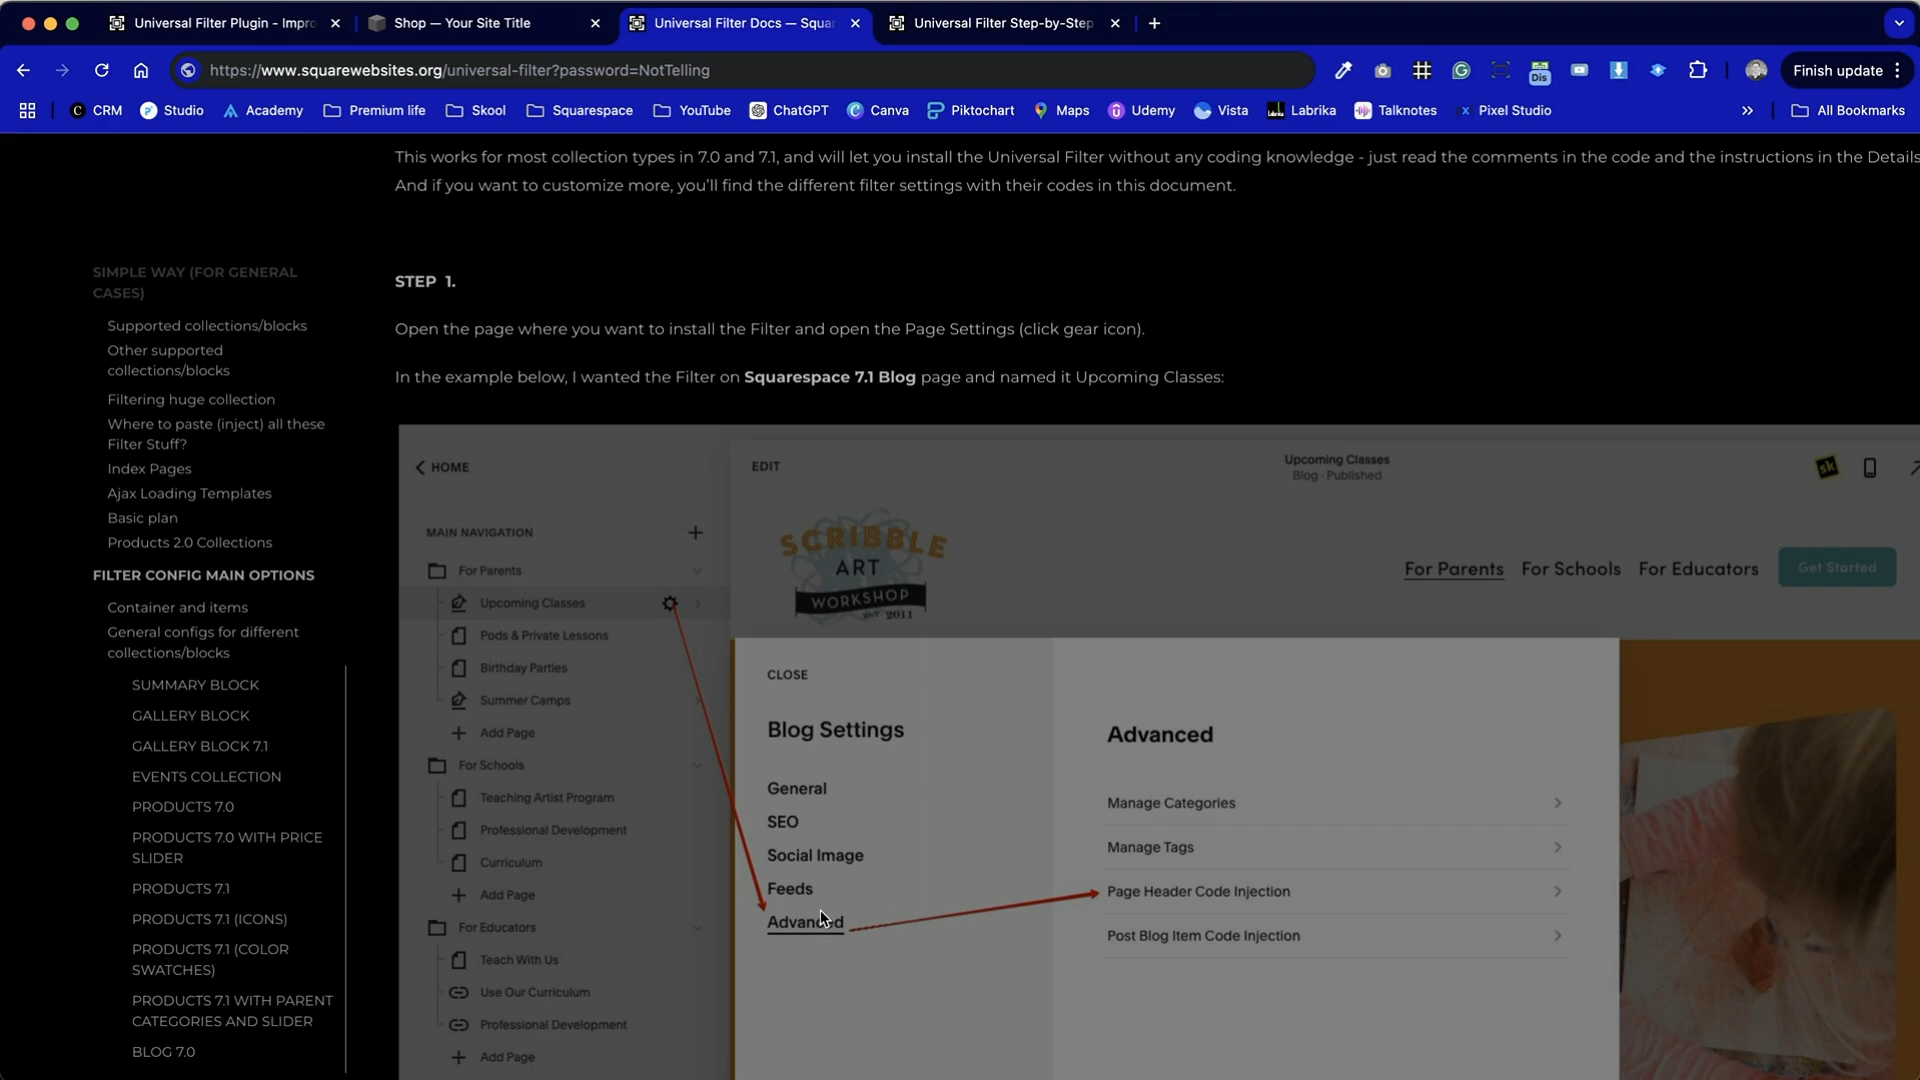 Universal Filter Plugin - Impro
Shop — Your Site Title
Universal Filter Docs — Squa
Universal Filter Step-by-Step
https://www.squarewebsites.org/universal-filter?password=NotTelling
Dis
Finish update
CRM
Studio
Academy
Premium life
Skool
Squarespace
YouTube
ChatGPT
Canva
Piktochart
Maps
Udemy
Vista
Labrika
Talknotes
Pixel Studio
All Bookmarks
This works for most collection types in 7.0 and 7.1, and will let you install the Universal Filter without any coding knowledge - just read the comments in the code and the instructions in the Details
And if you want to customize more, you'll find the different filter settings with their codes in this document.
SIMPLE WAY (FOR GENERAL
CASES)
Supported collections/blocks
Other supported
collections/blocks
Filtering huge collection
Where to paste (inject) all these
Filter Stuff?
Index Pages
Ajax Loading Templates
Basic plan
Products 2.0 Collections
FILTER CONFIG MAIN OPTIONS
Container and items
General configs for different
collections/blocks
SUMMARY BLOCK
GALLERY BLOCK
GALLERY BLOCK 7.1
EVENTS COLLECTION
PRODUCTS 7.0
PRODUCTS 7.0 WITH PRICE
SLIDER
PRODUCTS 7.1
PRODUCTS 7.1 (ICONS)
PRODUCTS 7.1 (COLOR
SWATCHES)
PRODUCTS 7.1 WITH PARENT
CATEGORIES AND SLIDER
BLOG 7.0
STEP 1.
Open the page where you want to install the Filter and open the Page Settings (click gear icon).
In the example below, I wanted the Filter on Squarespace 7.1 Blog page and named it Upcoming Classes:
HOME
MAIN NAVIGATION
For Parents
Upcoming Classes
Pods & Private Lessons
Birthday Parties
Summer Camps
Add Page
For Schools
Teaching Artist Program
Professional Development
Curriculum
Add Page
For Educators
Teach With Us
Use Our Curriculum
Professional Development
Add Page
EDIT
Upcoming Classes
Blog · Published
sk
SCRIBBLE
ART
WORKSHOP
EST. 2011
For Parents
For Schools
For Educators
Get Started
CLOSE
Blog Settings
General
SEO
Social Image
Feeds
Advanced
Advanced
Manage Categories
Manage Tags
Page Header Code Injection
Post Blog Item Code Injection